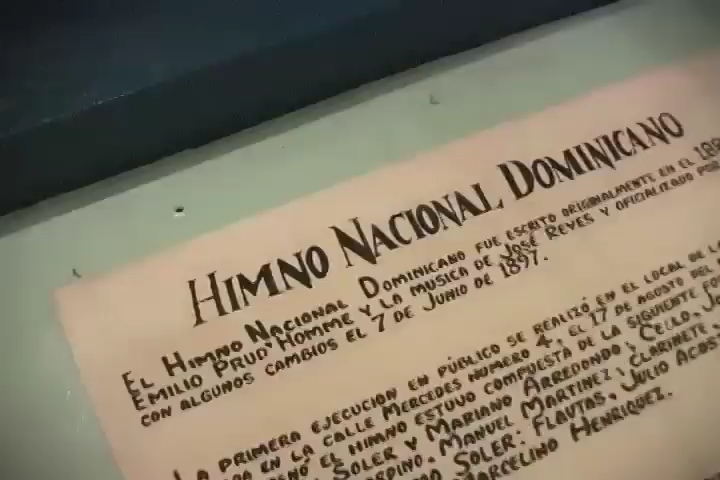 HIMNO NACIONAL DOMINICANO
EL HIMNO NACIONAL DOMINICANO FUE ESCRITO ORIGINALMENTE EN EL
EMILIO PRUD'HOMME Y LA MUSICA DE JOSÉ REYES Y OFICIALIZADO POR
CON ALGUNOS CAMBIOS EL 7 DE JUNIO DE 1897.
LA PRIMERA EJECUCION EN PÚBLICO SE REALIZÓ EN EL LOCAL DE
EN LA CALLE MERCEDES NUMERO 4, EL 17 DE AGOSTO DEL
EL HIMNO ESTUVO COMPUESTA DE LA SIGUIENTE
SOLER Y MARIANO ARREDONDO; CELLO,
MANUEL MARTINEZ; CLARINETE,
SOLER: FLAUTAS, JULIO
MARCELINO HENRIQUEZ.